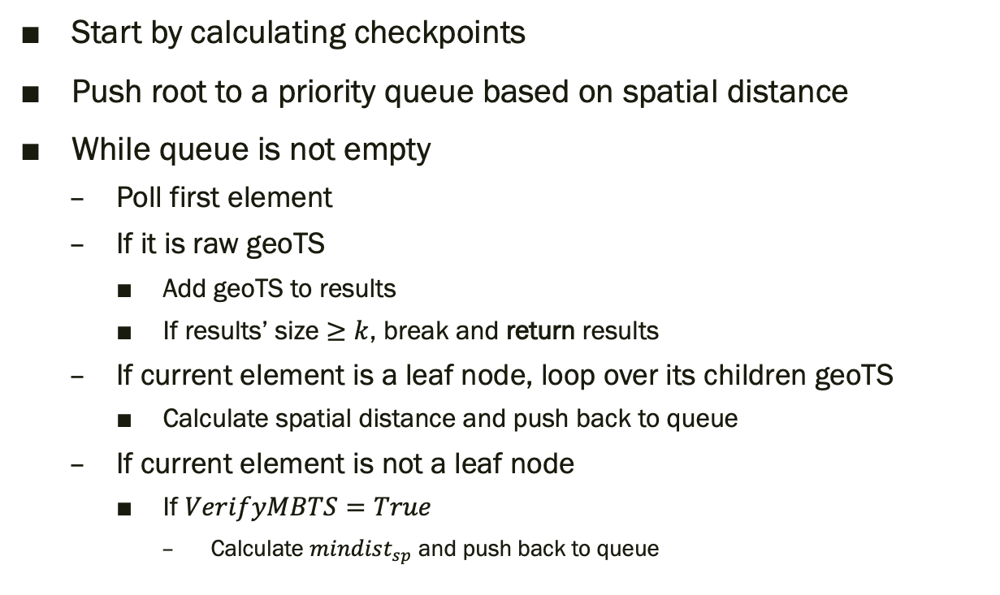 ■ Start by calculating checkpoints
■ Push root to a priority queue based on spatial distance
■ While queue is not empty
– Poll first element
– If it is raw geoTS
■ Add geoTS to results
■ If results’ size ≥ k, break and return results
– If current element is a leaf node, loop over its children geoTS
■ Calculate spatial distance and push back to queue
– If current element is not a leaf node
■ If VerifyMBTS = True
– Calculate mindist_sp and push back to queue